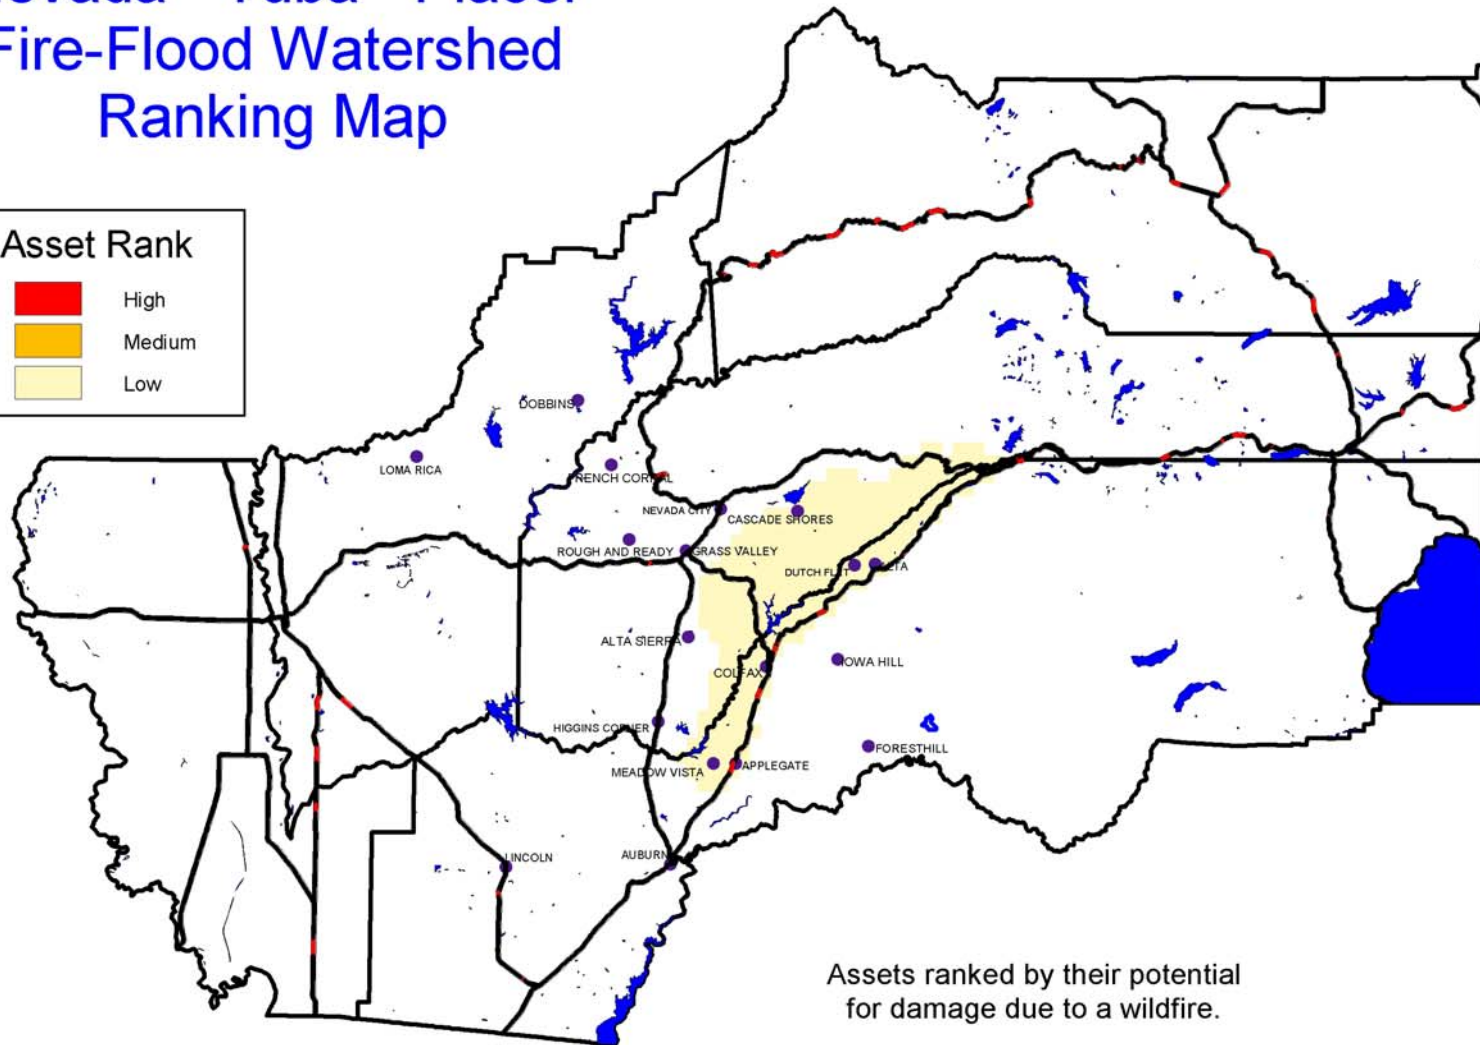 Fire-Flood Watershed
Ranking Map
Asset Rank
High
Medium
Low
DOBBINS
LOMA RICA
NEVADA CITY
CASCADE SHORES
ROUGH AND READY
GRASS VALLEY
ALTA SIERRA
COLFAX
IOWA HILL
HIGGINS CORNER
FORESTHILL
MEADOW VISTA
APPLEGATE
LINCOLN
AUBURN
Assets ranked by their potential
for damage due to a wildfire.